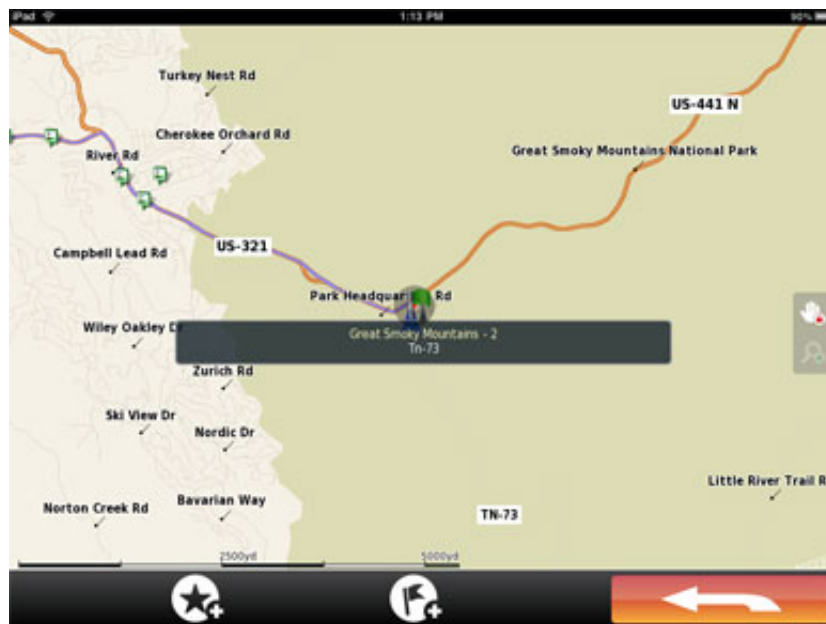 iPad 1:13 PM 90%
Turkey Nest Rd
US-441 N
Cherokee Orchard Rd
Great Smoky Mountains National Park
River Rd
US-321
Campbell Lead Rd
Park Headquar Rd
Wiley Oakley D
Great Smoky Mountains - 2
Tn-73
Zurich Rd
Ski View Dr
Nordic Dr
Little River Trail R
Bavarian Way
Norton Creek Rd
TN-73
2500yd 5000yd